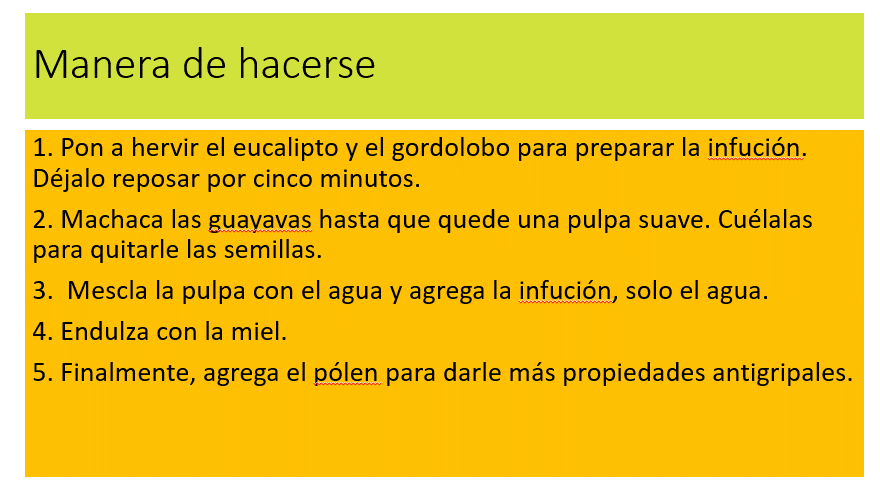 Manera de hacerse
1. Pon a hervir el eucalipto y el gordolobo para preparar la infución.
Déjalo reposar por cinco minutos.
2. Machaca las guayavas hasta que quede una pulpa suave. Cuélalas
para quitarle las semillas.
3.  Mescla la pulpa con el agua y agrega la infución, solo el agua.
4. Endulza con la miel.
5. Finalmente, agrega el pólen para darle más propiedades antigripales.